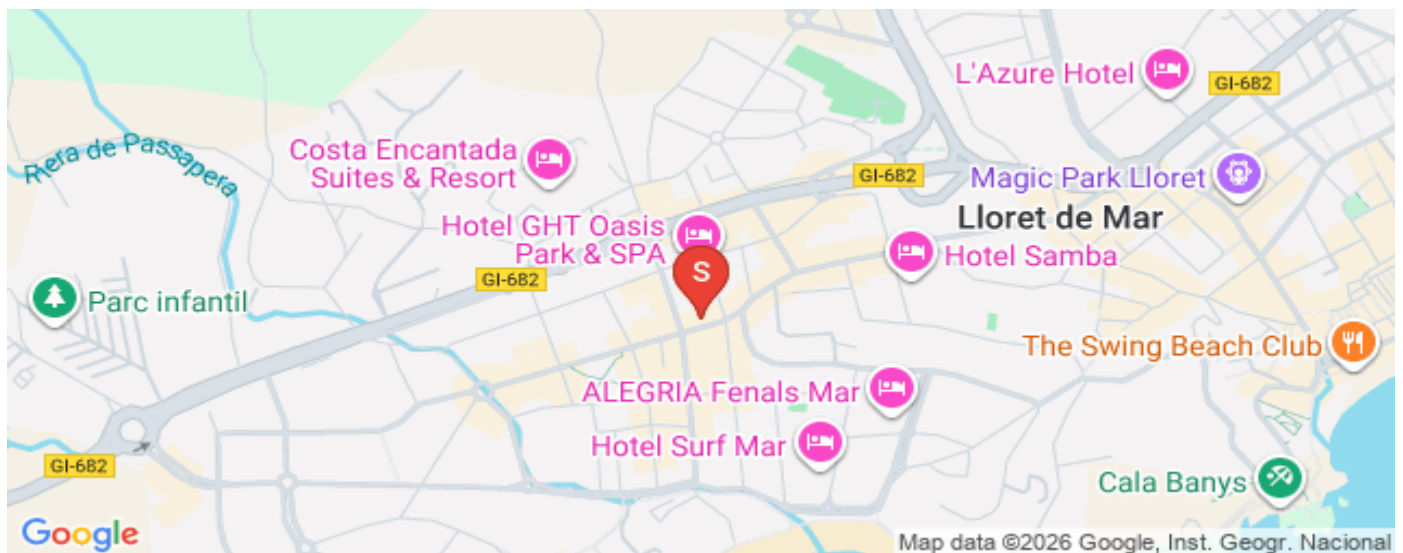 L'Azure Hotel
GI-682
Riera de Passapera
Costa Encantada
Suites & Resort
GI-682
Magic Park Lloret
Lloret de Mar
Hotel GHT Oasis
Park & SPA
Hotel Samba
S
GI-682
Parc infantil
The Swing Beach Club
ALEGRIA Fenals Mar
Hotel Surf Mar
GI-682
Cala Banys
Google
Map data ©2026 Google, Inst. Geogr. Nacional